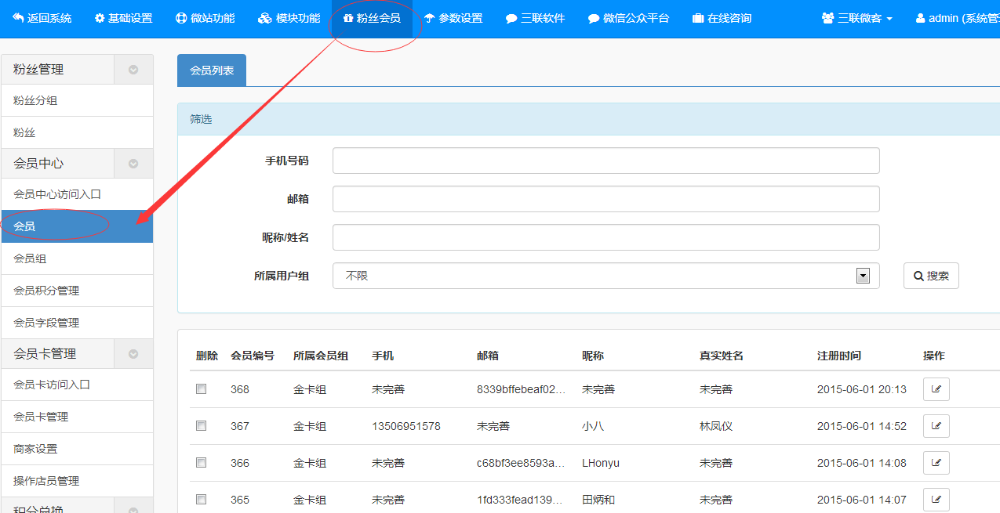 返回系统 基础设置 微站功能 模块功能 粉丝会员 参数设置 三联软件 微信公众平台 在线咨询 三联微客 admin (系统管
粉丝管理
粉丝分组
粉丝
会员中心
会员中心访问入口
会员
会员组
会员积分管理
会员字段管理
会员卡管理
会员卡访问入口
会员卡管理
商家设置
操作店员管理
积分兑换
会员列表
筛选
手机号码
邮箱
昵称/姓名
所属用户组 不限 搜索
删除 会员编号 所属会员组 手机 邮箱 昵称 真实姓名 注册时间 操作
368 金卡组 未完善 8339bffebeaf02... 未完善 未完善 2015-06-01 20:13
367 金卡组 13506951578 未完善 小八 林凤仪 2015-06-01 14:52
366 金卡组 未完善 c68bf3ee8593a... LHonyu 未完善 2015-06-01 14:08
365 金卡组 未完善 1fd333fead139... 田炳和 未完善 2015-06-01 14:07